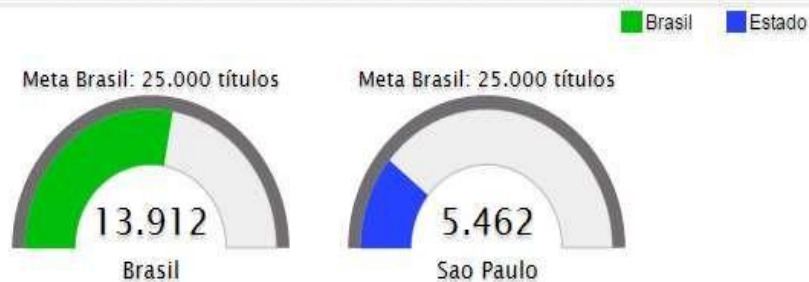 Brasil Estado
Meta Brasil: 25.000 títulos Meta Brasil: 25.000 títulos
13.912 5.462
Brasil Sao Paulo